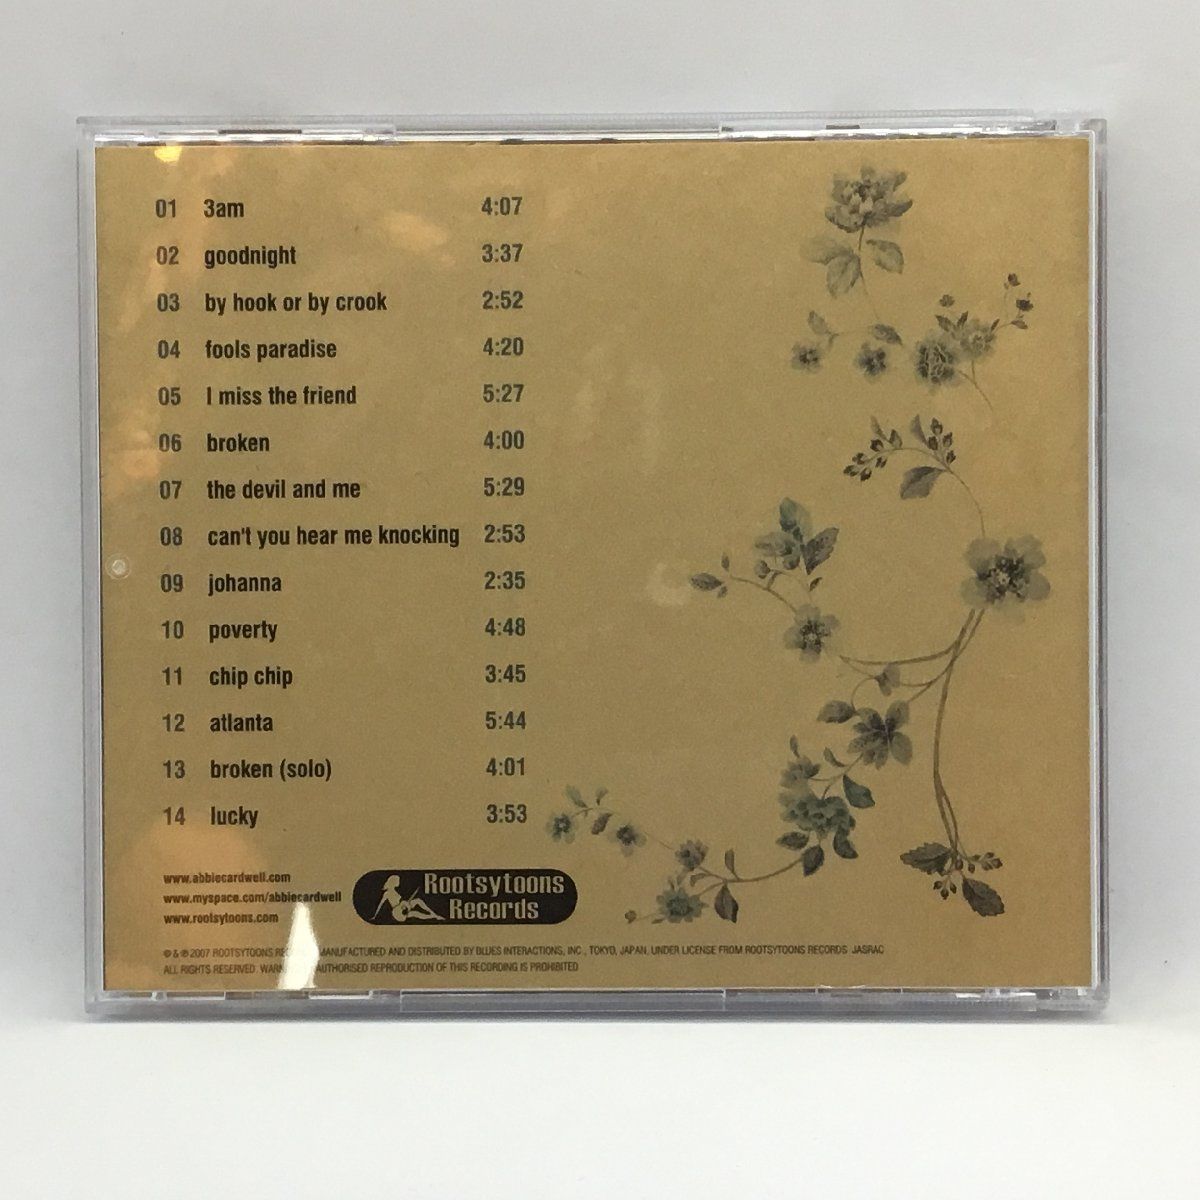 01 3am 4:07
02 goodnight 3:37
03 by hook or by crook 2:52
04 fools paradise 4:20
05 I miss the friend 5:27
06 broken 4:00
07 the devil and me 5:29
08 can't you hear me knocking 2:53
09 johanna 2:35
10 poverty 4:48
11 chip chip 3:45
12 atlanta 5:44
13 broken (solo) 4:01
14 lucky 3:53
www.abbiecardwell.com
www.myspace.com/abbiecardwell
www.rootsytoons.com
Rootsytoons
Records
© & ℗ 2007 ROOTSYTOONS MANUFACTURED AND DISTRIBUTED BY BLUES INTERACTIONS, INC., TOKYO, JAPAN. UNDER LICENSE FROM ROOTSYTOONS RECORDS JASRAC
ALL RIGHTS RESERVED. REPRODUCTION OF THIS RECORDING IS PROHIBITED